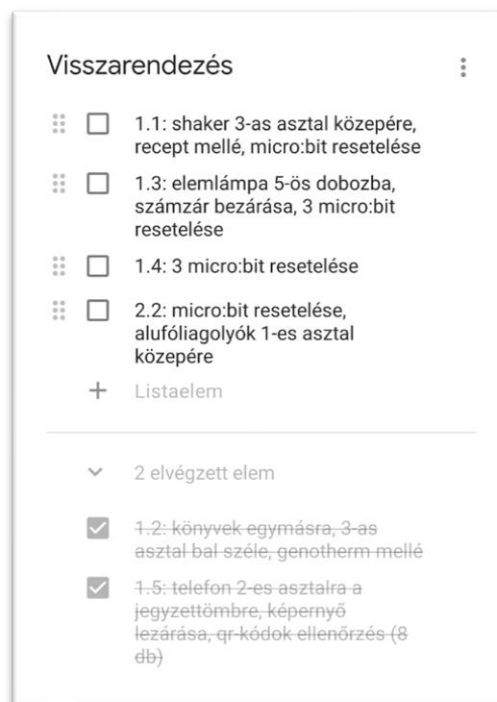 Visszarendezés
1.1: shaker 3-as asztal közepére,
recept mellé, micro:bit resetelése
1.3: elemlámpa 5-ös dobozba,
számzár bezárása, 3 micro:bit
resetelése
1.4: 3 micro:bit resetelése
2.2: micro:bit resetelése,
alufóliagolyók 1-es asztal
közepére
+ Listaelem
2 elvégzett elem
1.2: könyvek egymásra, 3-as
asztal bal széle, genotherm mellé
1.5: telefon 2-es asztalra a
jegyzettömbre, képernyő
lezárása, qr-kódok ellenőrzés (8
db)